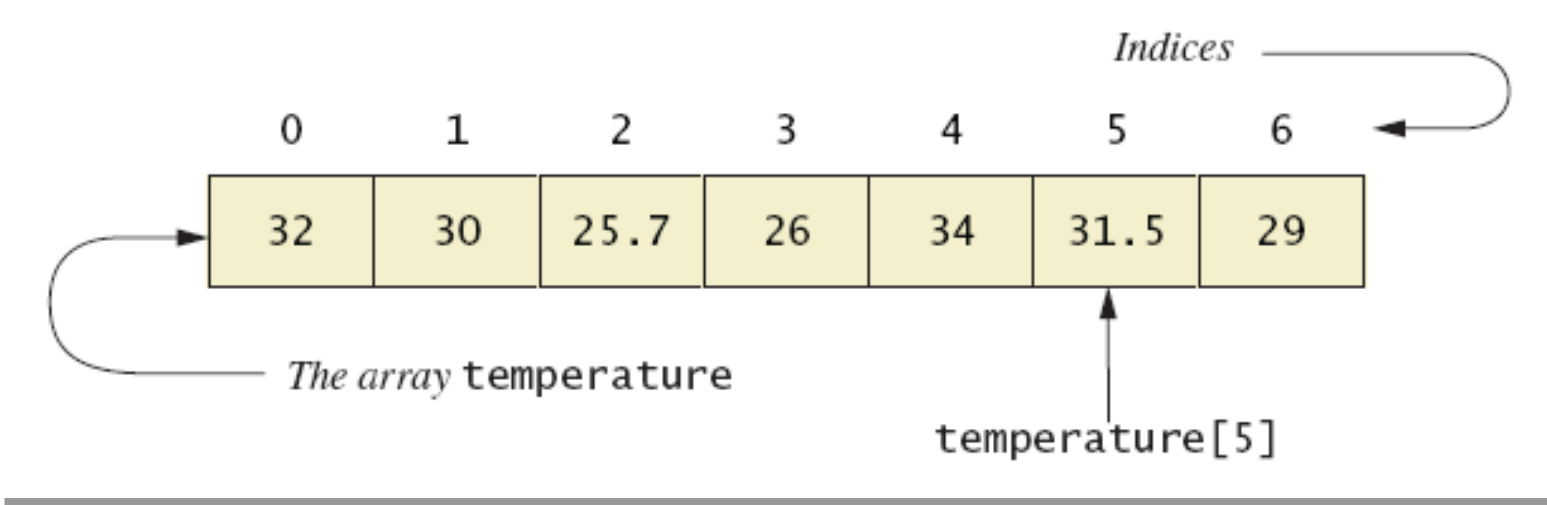 Indices
0 1 2 3 4 5 6
32 30 25.7 26 34 31.5 29
The array temperature
temperature[5]